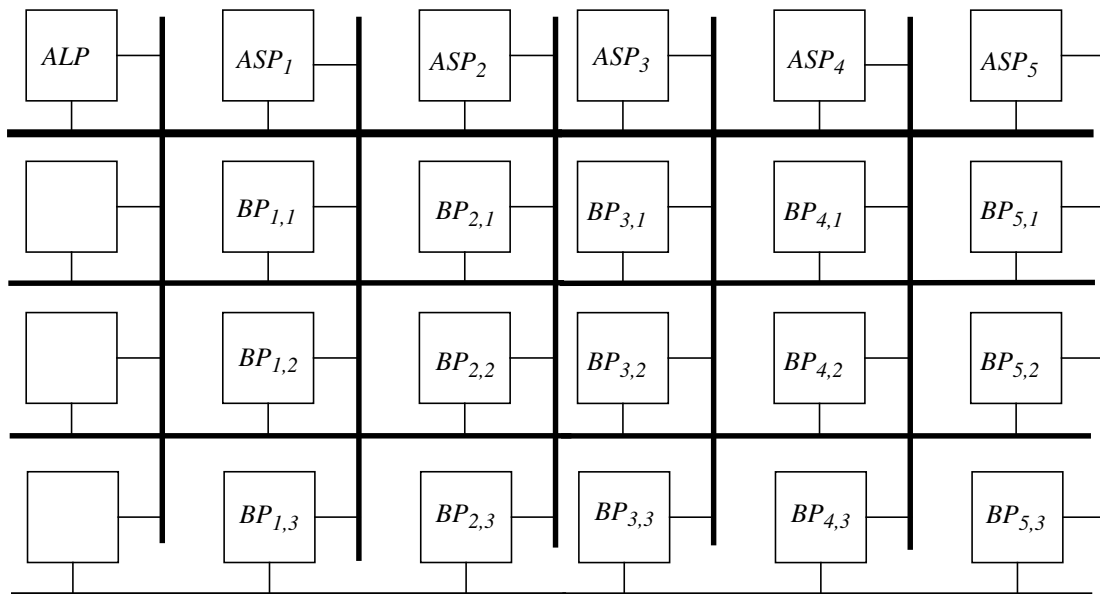 ALP ASP1 ASP2 ASP3 ASP4 ASP5
BP1,1 BP2,1 BP3,1 BP4,1 BP5,1
BP1,2 BP2,2 BP3,2 BP4,2 BP5,2
BP1,3 BP2,3 BP3,3 BP4,3 BP5,3